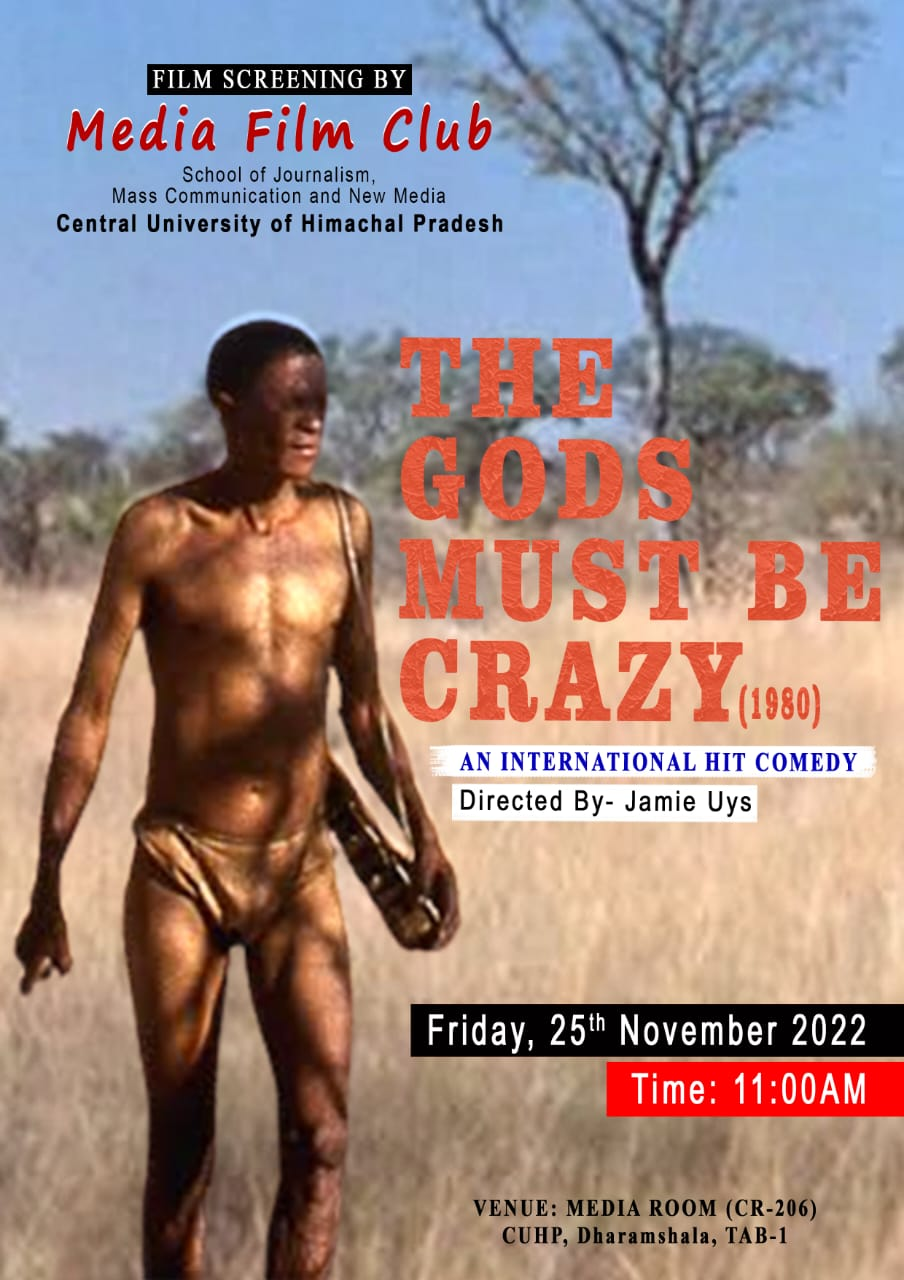 FILM SCREENING BY
Media Film Club
School of Journalism,
Mass Communication and New Media
Central University of Himachal Pradesh
THE
GODS
MUST BE
CRAZY (1980)
AN INTERNATIONAL HIT COMEDY
Directed By- Jamie Uys
Friday, 25th November 2022
Time: 11:00AM
VENUE: MEDIA ROOM (CR-206)
CUHP, Dharamshala, TAB-1